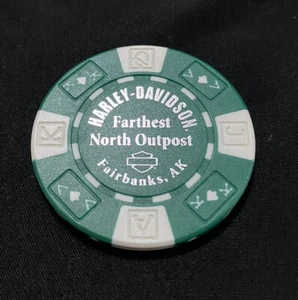 HARLEY-DAVIDSON
Farthest
North Outpost
Fairbanks, AK
Q
K
A